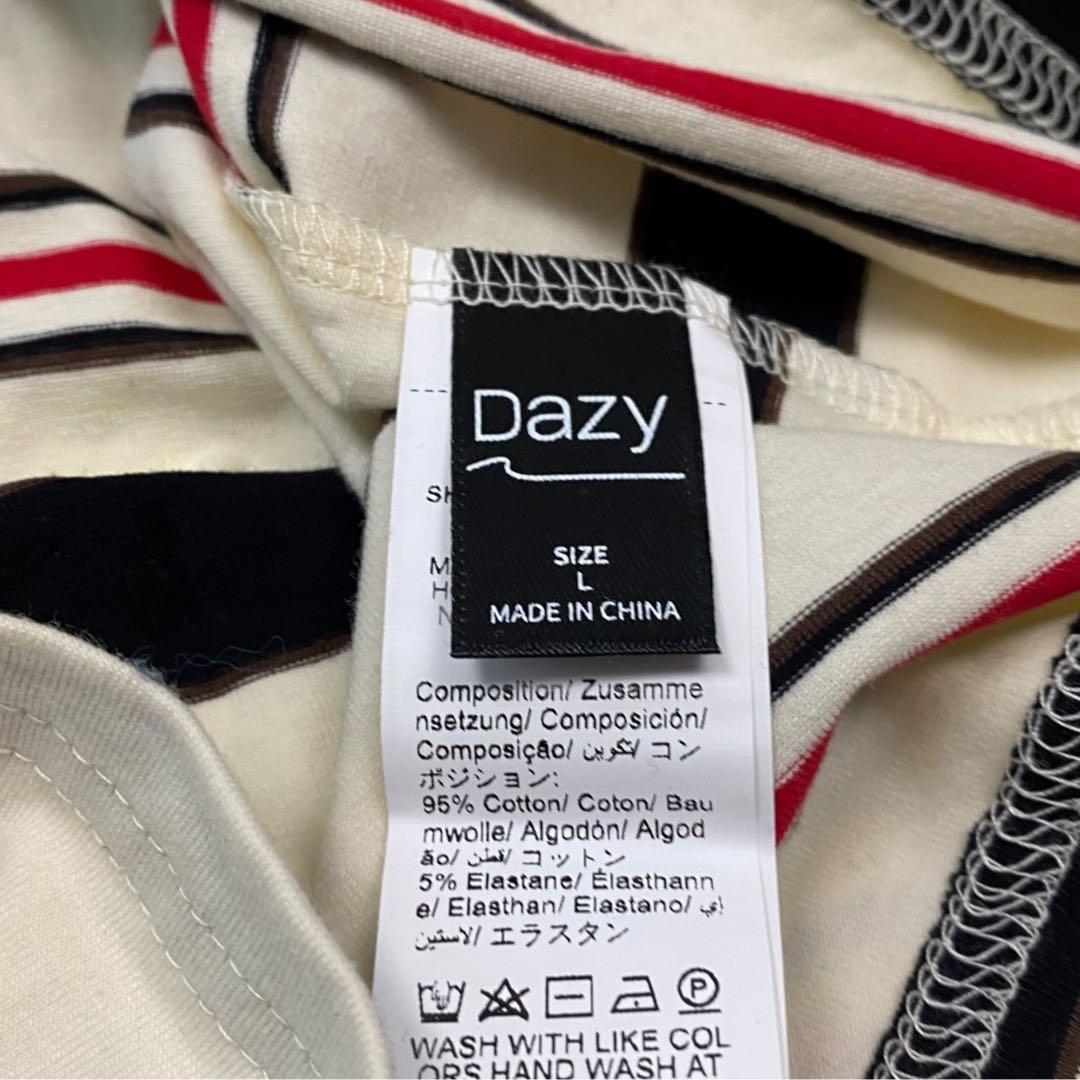 Dazy
SIZE
L
MADE IN CHINA
Composition/ Zusamme
nsetzung/ Composición/
Composição/ تكوين/ コン
ポジション:
95% Cotton/ Coton/ Bau
mwolle/ Algodón/ Algod
ão/ قطن/ コットン
5% Elastane/ Élasthann
e/ Elasthan/ Elastano/ إي
لاستين/ エラスタン
P
WASH WITH LIKE COL
ORS HAND WASH AT